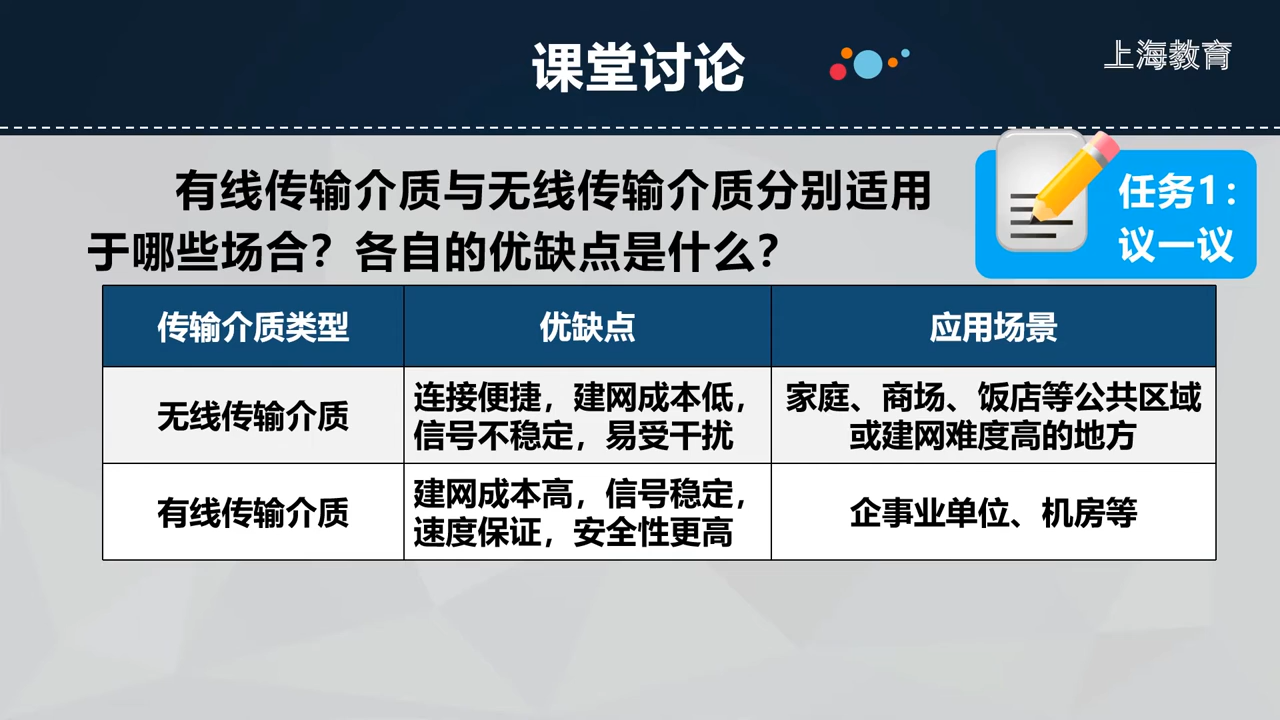 课堂讨论
上海教育
有线传输介质与无线传输介质分别适用
于哪些场合？各自的优缺点是什么？
任务1：
议一议
传输介质类型
优缺点
应用场景
无线传输介质
连接便捷，建网成本低，
信号不稳定，易受干扰
家庭、商场、饭店等公共区域
或建网难度高的地方
有线传输介质
建网成本高，信号稳定，
速度保证，安全性更高
企事业单位、机房等